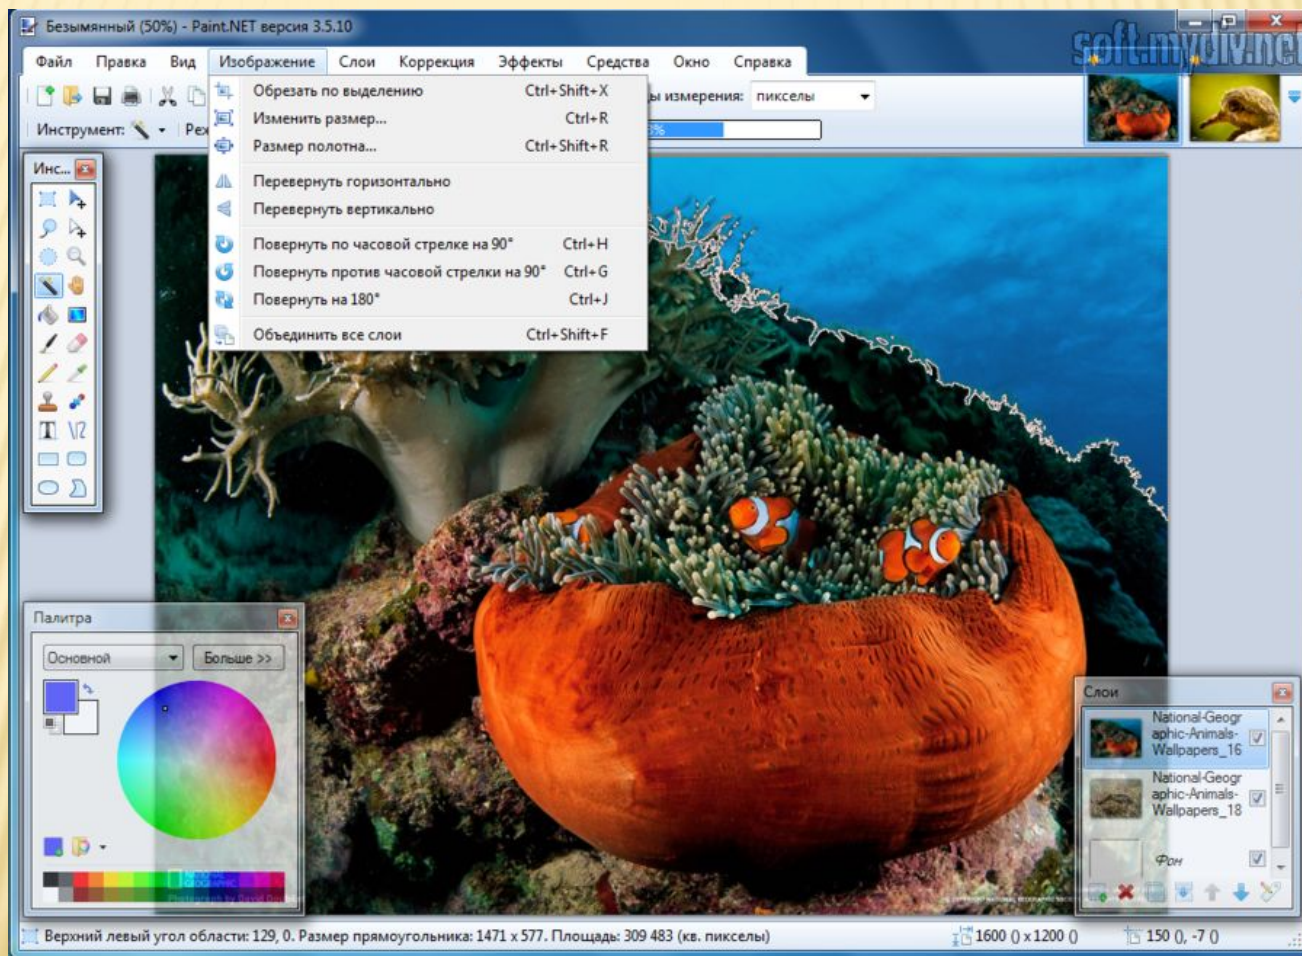 Безымянный (50%) - Paint.NET версия 3.5.10
soft.mydiv.net
Файл Правка Вид Изображение Слои Коррекция Эффекты Средства Окно Справка
Обрезать по выделению Ctrl+Shift+X
Изменить размер... Ctrl+R
Размер полотна... Ctrl+Shift+R
Перевернуть горизонтально
Перевернуть вертикально
Повернуть по часовой стрелке на 90° Ctrl+H
Повернуть против часовой стрелки на 90° Ctrl+G
Повернуть на 180° Ctrl+J
Объединить все слои Ctrl+Shift+F
измерения: пикселы
Инструмент:
Инс...
Палитра
Основной Больше >>
NATIONAL
GEOGRAPHIC
Слои
National-Geogr
aphic-Animals-
Wallpapers_16
National-Geogr
aphic-Animals-
Wallpapers_18
Фон
Верхний левый угол области: 129, 0. Размер прямоугольника: 1471 x 577. Площадь: 309 483 (кв. пикселы) 1600 () x 1200 () 150 (), -7 ()